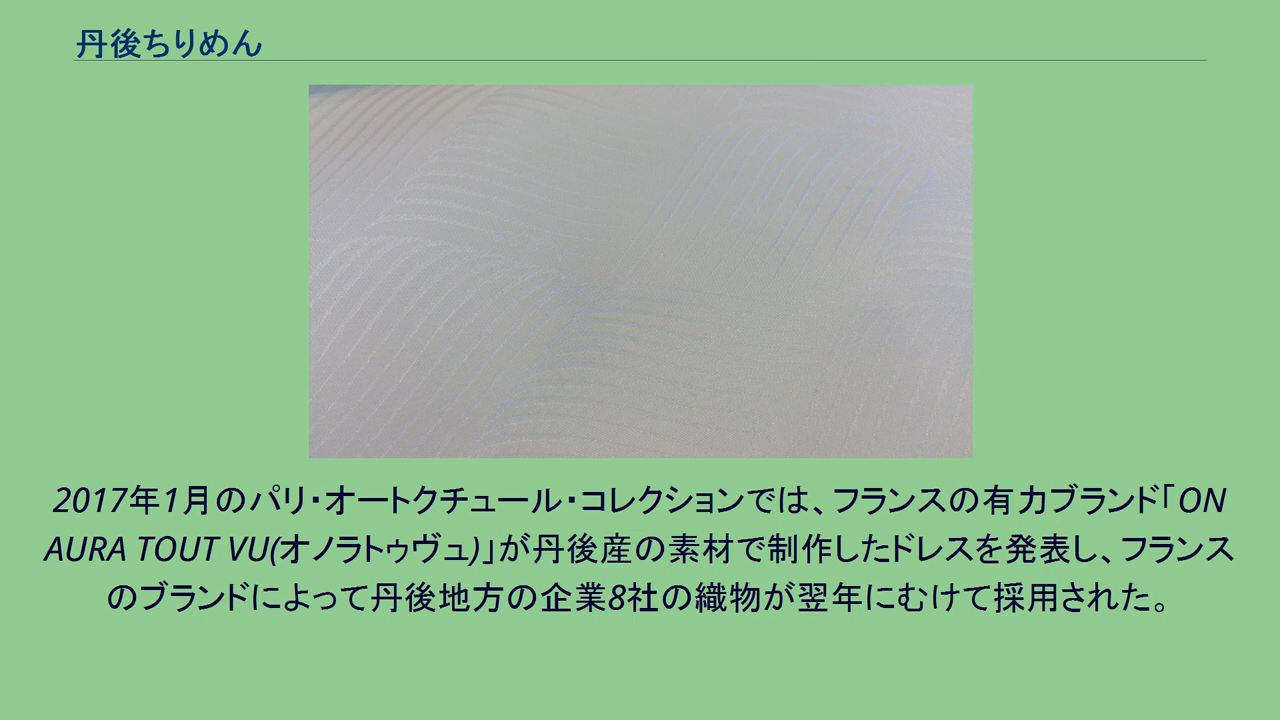 丹後ちりめん
2017年1月のパリ・オートクチュール・コレクションでは、フランスの有力ブランド「ON
AURA TOUT VU(オノラトゥヴュ)」が丹後産の素材で制作したドレスを発表し、フランス
のブランドによって丹後地方の企業8社の織物が翌年にむけて採用された。